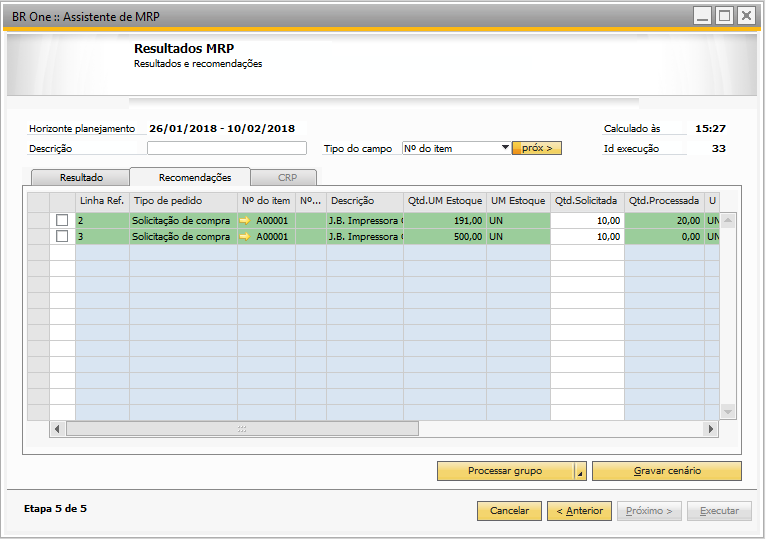 BR One :: Assistente de MRP
Resultados MRP
Resultados e recomendações
Horizonte planejamento 26/01/2018 - 10/02/2018 Calculado às 15:27
Descrição Tipo do campo Nº do item próx > Id execução 33
Resultado Recomendações CRP
Linha Ref. Tipo de pedido Nº do item Nº... Descrição Qtd.UM Estoque UM Estoque Qtd.Solicitada Qtd.Processada U
2 Solicitação de compra A00001 J.B. Impressora 191,00 UN 10,00 20,00 UN
3 Solicitação de compra A00001 J.B. Impressora 500,00 UN 10,00 0,00 UN
Processar grupo Gravar cenário
Etapa 5 de 5 Cancelar < Anterior Próximo > Executar